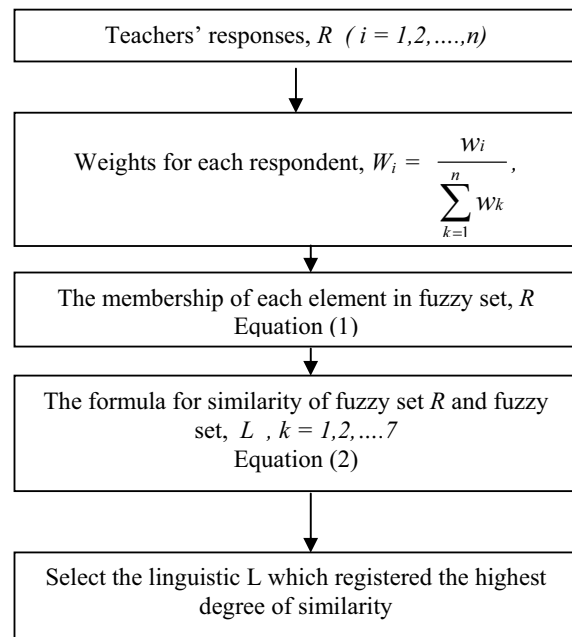 Teachers’ responses, R ( i = 1,2,....,n)
Weights for each respondent, Wi = wi / ∑ k=1 n wk ,
The membership of each element in fuzzy set, R
Equation (1)
The formula for similarity of fuzzy set R and fuzzy
set, L , k = 1,2,....7
Equation (2)
Select the linguistic L which registered the highest
degree of similarity